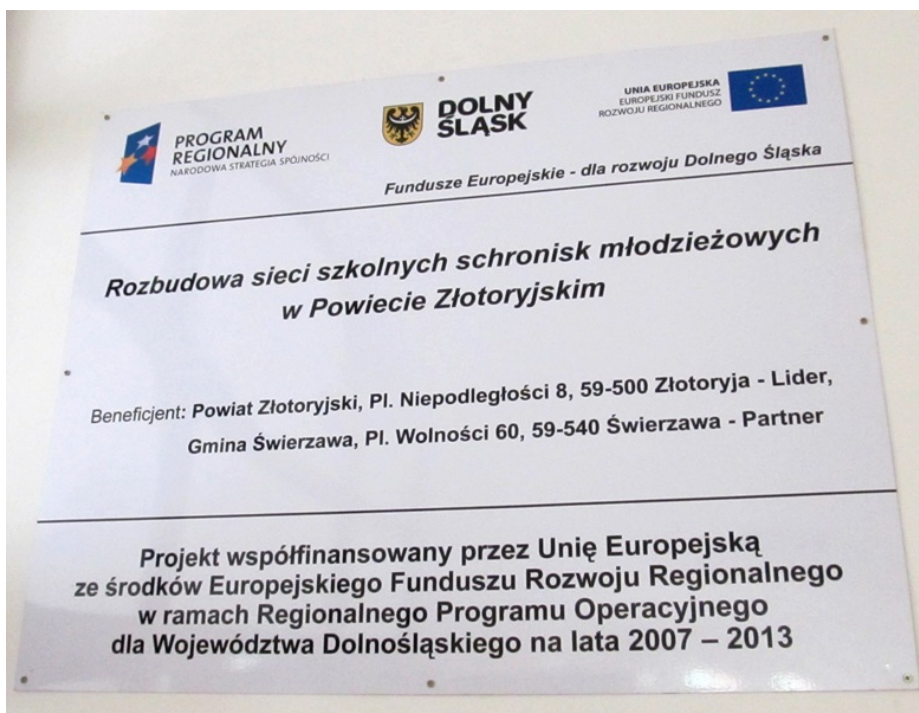 PROGRAM
REGIONALNY
NARODOWA STRATEGIA SPÓJNOŚCI
DOLNY
ŚLĄSK
UNIA EUROPEJSKA
EUROPEJSKI FUNDUSZ
ROZWOJU REGIONALNEGO
Fundusze Europejskie - dla rozwoju Dolnego Śląska
Rozbudowa sieci szkolnych schronisk młodzieżowych
w Powiecie Złotoryjskim
Beneficjent: Powiat Złotoryjski, Pl. Niepodległości 8, 59-500 Złotoryja - Lider,
Gmina Świerzawa, Pl. Wolności 60, 59-540 Świerzawa - Partner
Projekt współfinansowany przez Unię Europejską
ze środków Europejskiego Funduszu Rozwoju Regionalnego
w ramach Regionalnego Programu Operacyjnego
dla Województwa Dolnośląskiego na lata 2007 – 2013